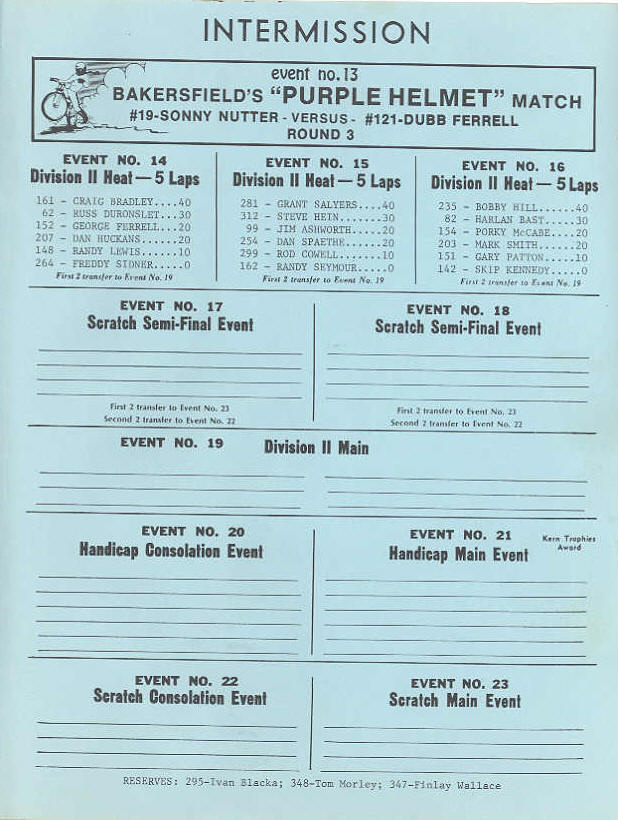 INTERMISSION
event no.13
BAKERSFIELD'S "PURPLE HELMET" MATCH
#19-SONNY NUTTER - VERSUS - #121-DUBB FERRELL
ROUND 3
EVENT NO. 14
Division II Heat — 5 Laps
161 - CRAIG BRADLEY....40
62 - RUSS DURONSLET...30
152 - GEORGE FERRELL...20
207 - DAN HUCKANS......20
148 - RANDY LEWIS......10
264 - FREDDY SIDNER.....0
First 2 transfer to Event No. 19
EVENT NO. 15
Division II Heat — 5 Laps
281 - GRANT SALYERS....40
312 - STEVE HEIN.......30
99 - JIM ASHWORTH.....20
254 - DAN SPAETHE......20
299 - ROD COWELL.......10
162 - RANDY SEYMOUR.....0
First 2 transfer to Event No. 19
EVENT NO. 16
Division II Heat — 5 Laps
235 - BOBBY HILL......40
82 - HARLAN BAST.....30
154 - PORKY McCABE....20
203 - MARK SMITH......20
151 - GARY PATTON.....10
142 - SKIP KENNEDY.....0
First 2 transfer to Event No. 19
EVENT NO. 17
Scratch Semi-Final Event
First 2 transfer to Event No. 23
Second 2 transfer to Event No. 22
EVENT NO. 18
Scratch Semi-Final Event
First 2 transfer to Event No. 23
Second 2 transfer to Event No. 22
EVENT NO. 19 Division II Main
EVENT NO. 20
Handicap Consolation Event
EVENT NO. 21
Handicap Main Event
Kern Trophies
Award
EVENT NO. 22
Scratch Consolation Event
EVENT NO. 23
Scratch Main Event
RESERVES: 295-Ivan Blacka; 348-Tom Morley; 347-Finlay Wallace